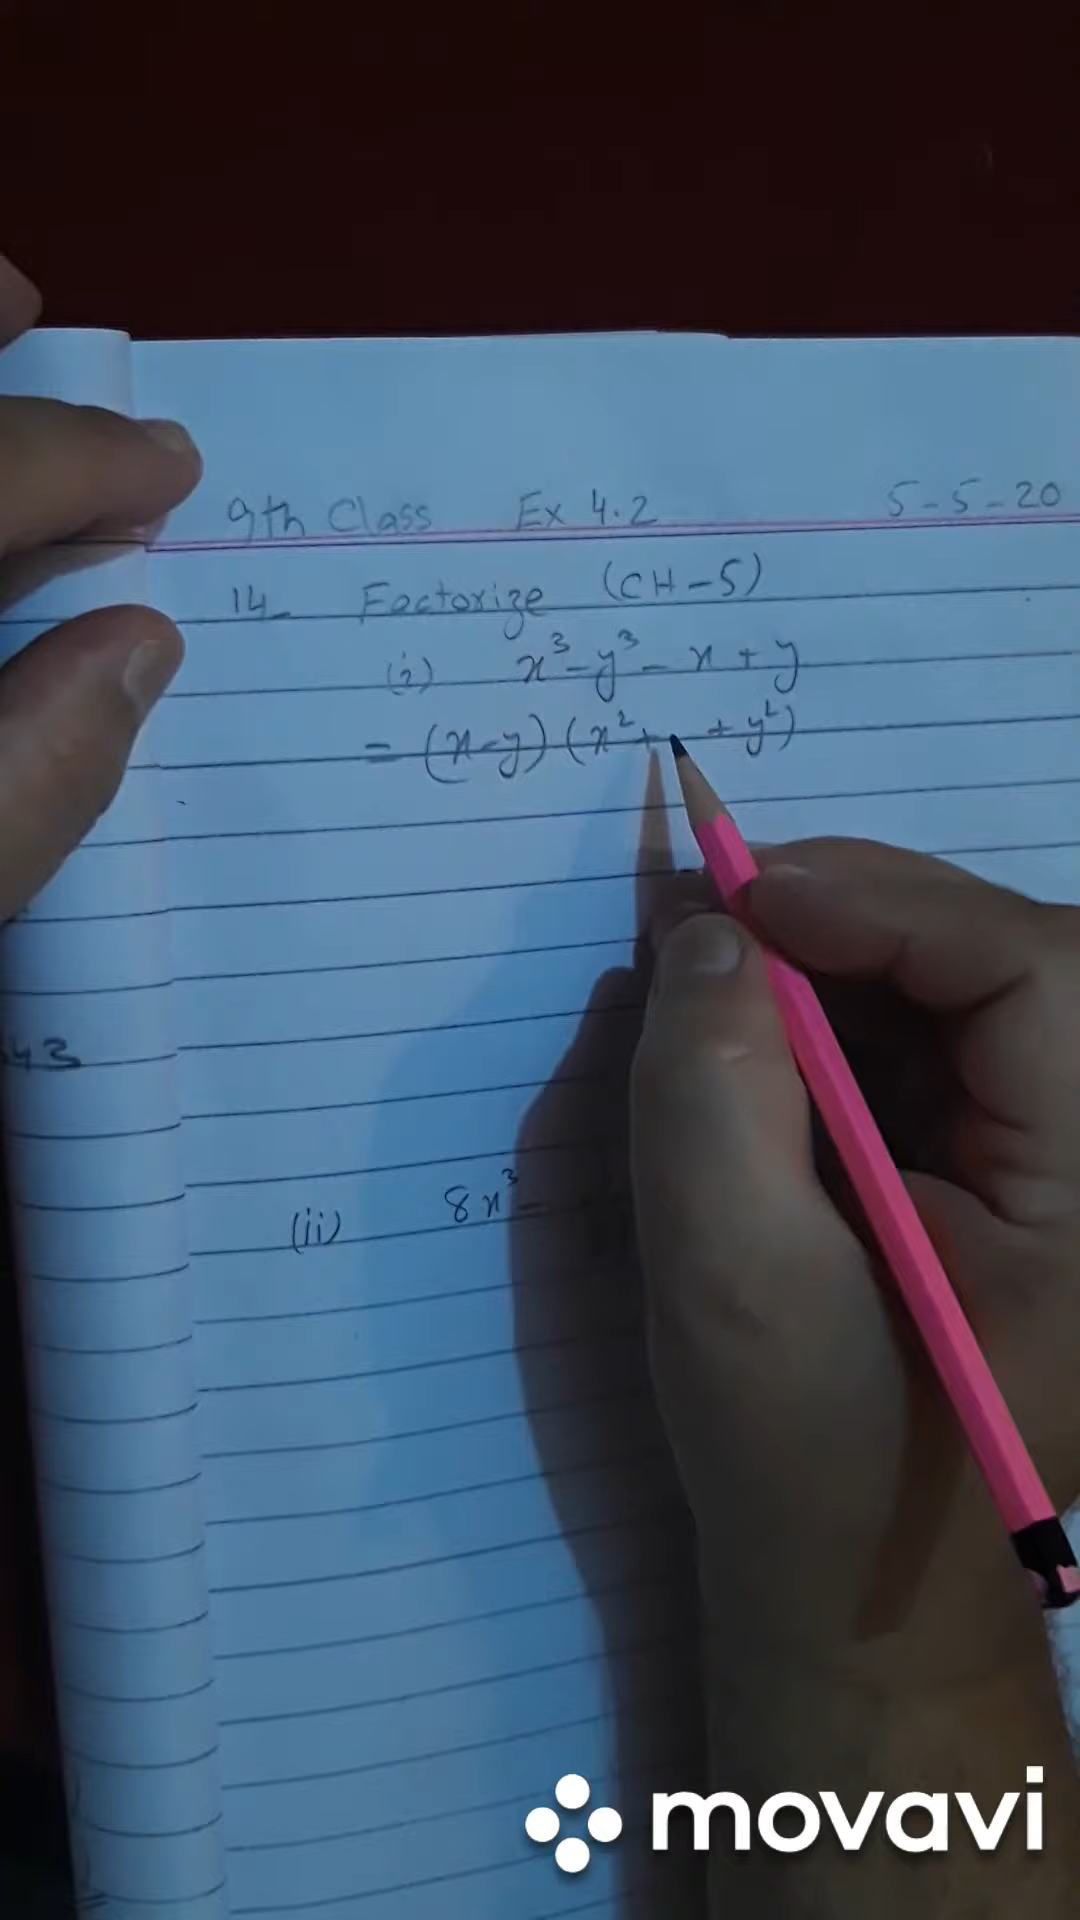 9th Class Ex 4.2 5-5-20
14- Factorize (CH-5)
(i) x³-y³-x+y
= (x-y)(x²+ +y²)
43
(ii) 8x³-
movavi